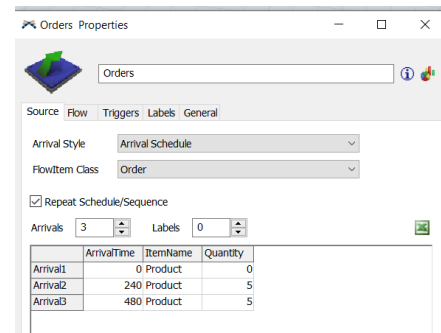 Orders Properties
Orders
Source Flow Triggers Labels General
Arrival Style Arrival Schedule
FlowItem Class Order
Repeat Schedule/Sequence
Arrivals 3 Labels 0
ArrivalTime ItemName Quantity
Arrival1 0 Product 0
Arrival2 240 Product 5
Arrival3 480 Product 5